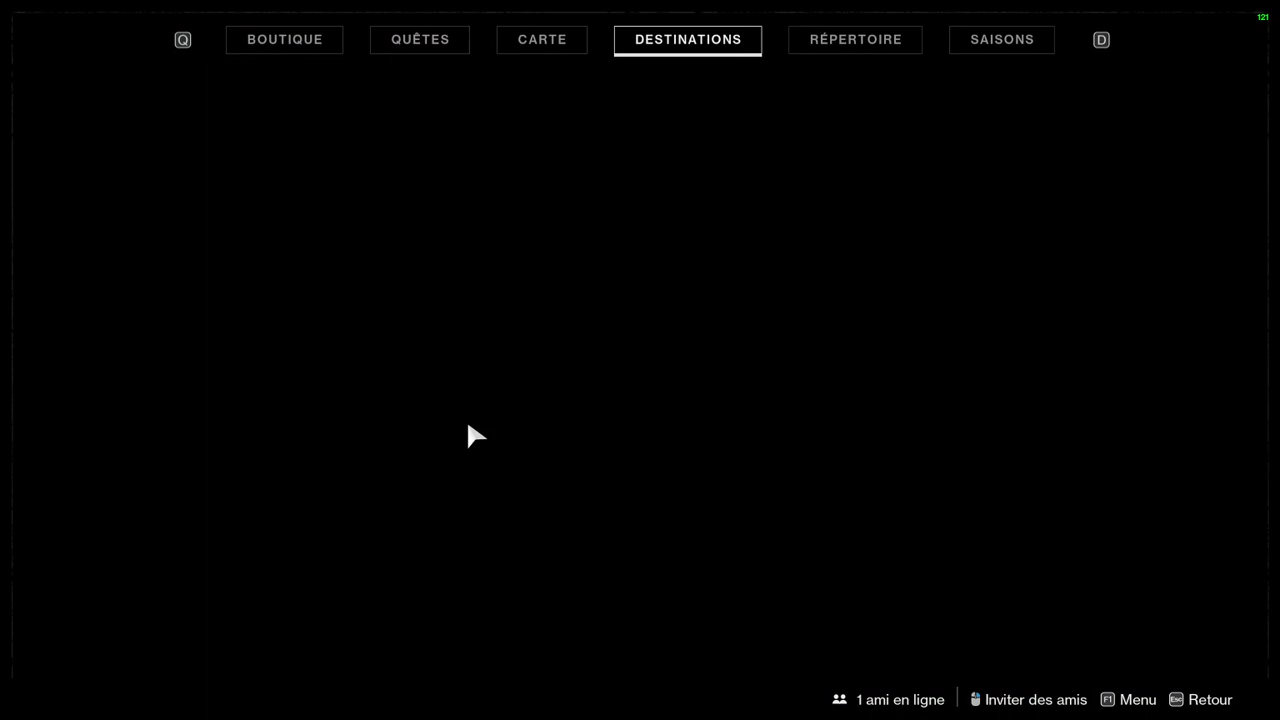 121
Q BOUTIQUE QUÊTES CARTE DESTINATIONS RÉPERTOIRE SAISONS D
1 ami en ligne Inviter des amis F1 Menu Esc Retour